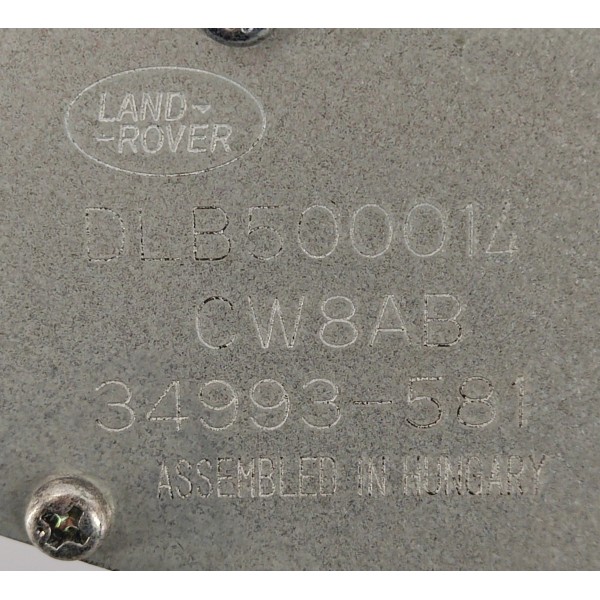 LAND-
-ROVER
DLB500014
CW8AB
34993-581
ASSEMBLED IN HUNGARY